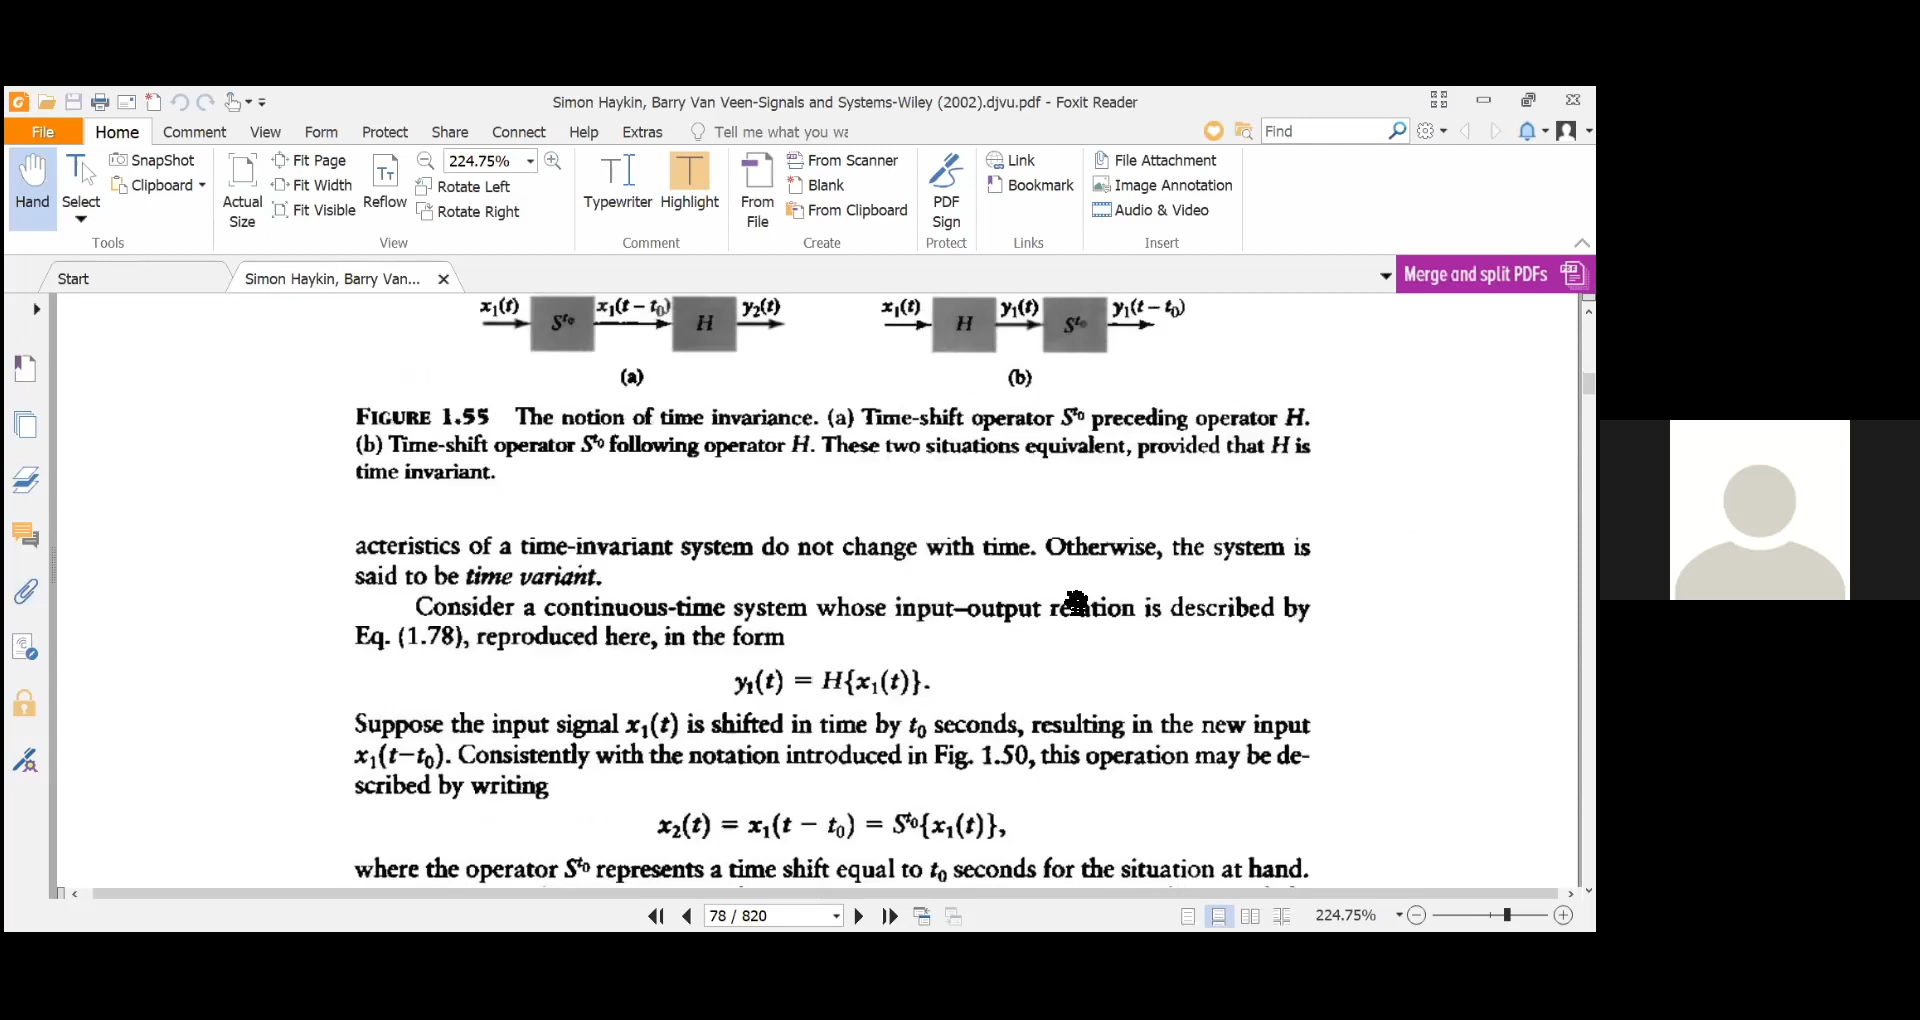 Simon Haykin, Barry Van Veen-Signals and Systems-Wiley (2002).djvu.pdf - Foxit Reader
File Home Comment View Form Protect Share Connect Help Extras Tell me what you wa Find
Hand Select SnapShot Clipboard
Tools
Actual Size Fit Page Fit Width Fit Visible Reflow 224.75% Rotate Left Rotate Right
View
Typewriter Highlight
Comment
From File From Scanner Blank From Clipboard
Create
PDF Sign
Protect
Link Bookmark
Links
File Attachment Image Annotation Audio & Video
Insert
Start Simon Haykin, Barry Van... Merge and split PDFs
x₁(t) Sᵗ⁰ x₁(t − t₀) H y₂(t) x₁(t) H y₁(t) Sᵗ⁰ y₁(t − t₀)
(a) (b)
FIGURE 1.55 The notion of time invariance. (a) Time-shift operator Sᵗ⁰ preceding operator H.
(b) Time-shift operator Sᵗ⁰ following operator H. These two situations equivalent, provided that H is
time invariant.
acteristics of a time-invariant system do not change with time. Otherwise, the system is
said to be time variant.
Consider a continuous-time system whose input–output relation is described by
Eq. (1.78), reproduced here, in the form
y₁(t) = H{x₁(t)}.
Suppose the input signal x₁(t) is shifted in time by t₀ seconds, resulting in the new input
x₁(t−t₀). Consistently with the notation introduced in Fig. 1.50, this operation may be de-
scribed by writing
x₂(t) = x₁(t − t₀) = Sᵗ⁰{x₁(t)},
where the operator Sᵗ⁰ represents a time shift equal to t₀ seconds for the situation at hand.
78 / 820 224.75%